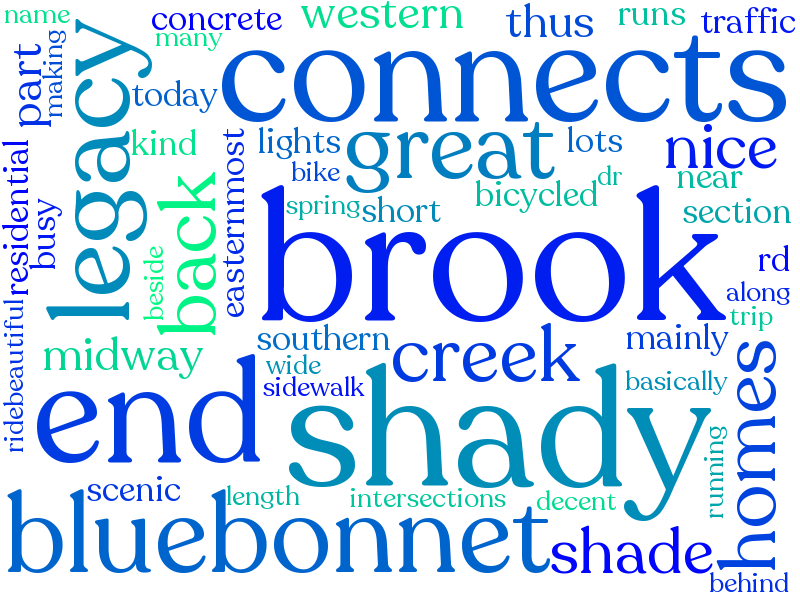 name
concrete
western
thus
runs
traffic
many
part
making
legacy
today
connects
kind
lights
great
lots
nice
bike
residential
busy
back
easternmost
spring
short
bicycled
dr
near
section
beside
brook
rd
along
trip
midway
southern
creek
mainly
wide
sidewalk
basically
beautiful
ride
end
shady
homes
running
scenic
length
intersections
decent
bluebonnet
shade
behind